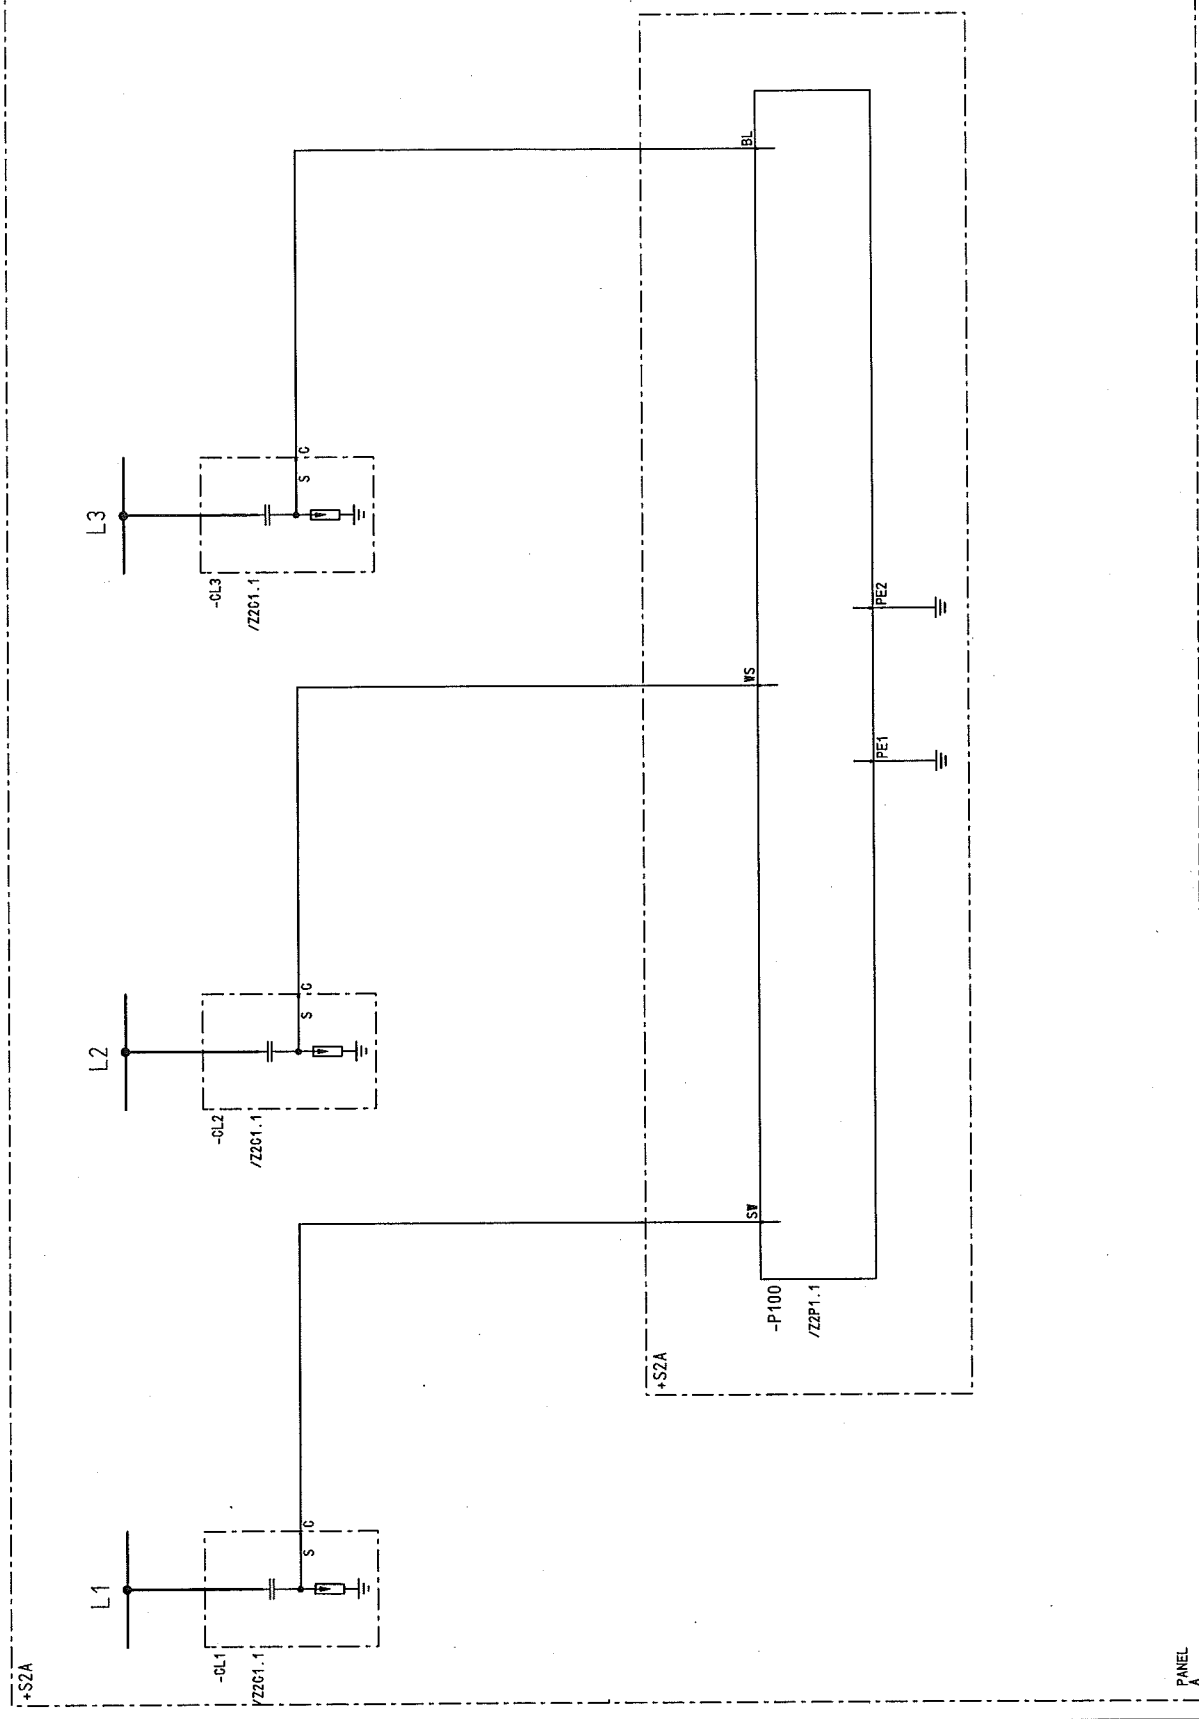 +S2A
L1
L2
L3
-CL1
/Z2C1.1
S
C
-CL2
/Z2C1.1
S
C
-CL3
/Z2C1.1
S
C
+S2A
SW
WS
BL
-P100
/Z2P1.1
PE1
PE2
PANEL
A